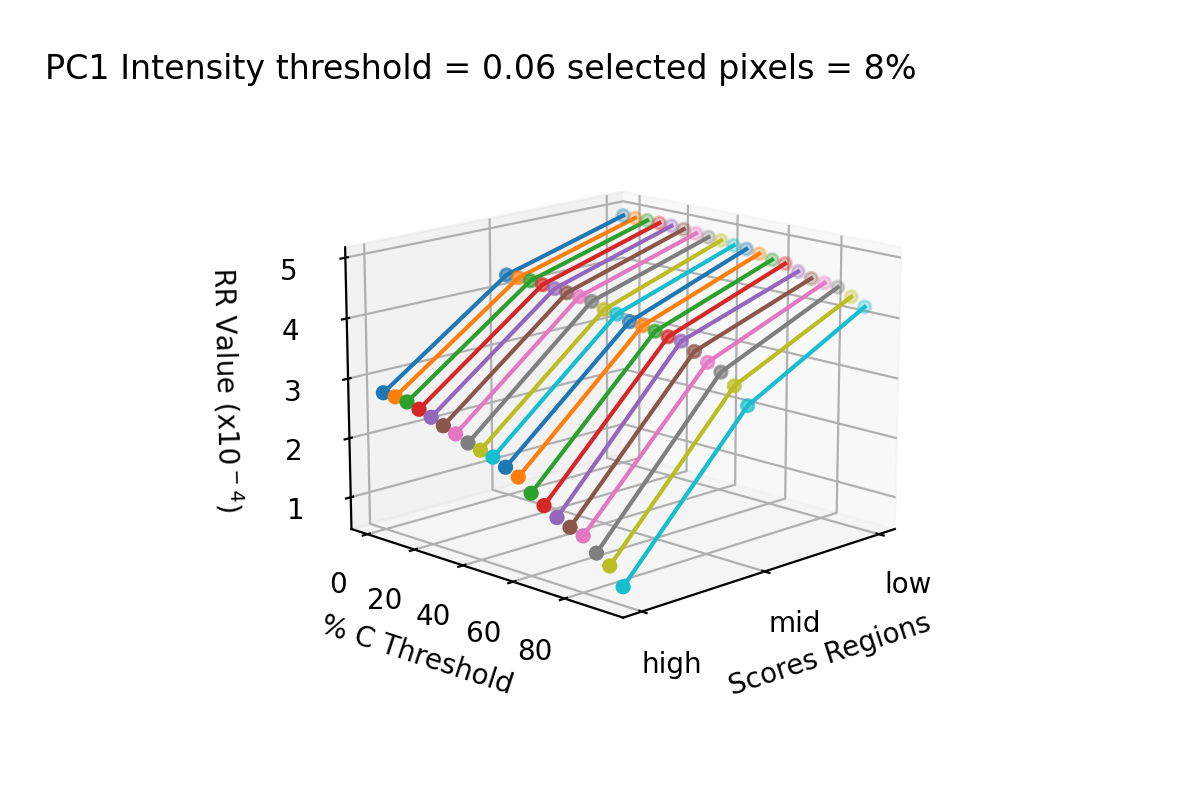 PC1 Intensity threshold = 0.06 selected pixels = 8%
5
4
3
2
1
RR Value (x10⁻⁴)
0
20
40
60
80
% C Threshold
high
mid
low
Scores Regions